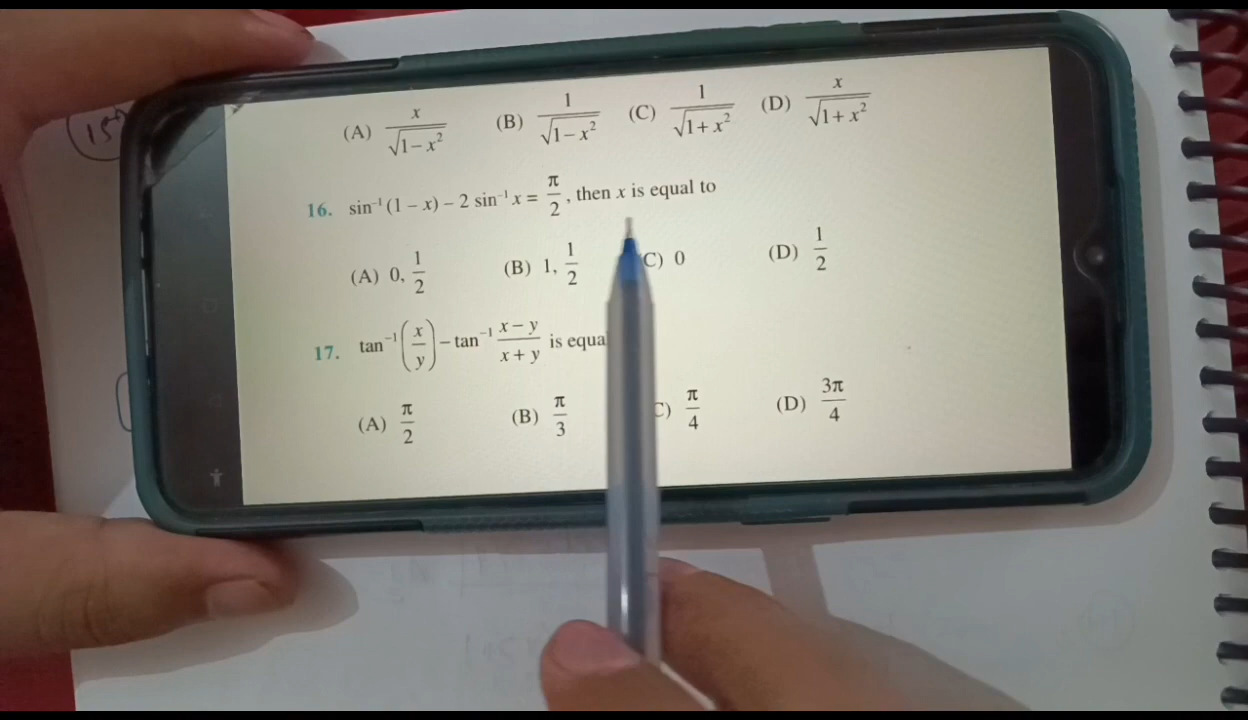 (A) x/√1−x² (B) 1/√1−x² (C) 1/√1+x² (D) x/√1+x²
16. sin⁻¹ (1 − x) − 2 sin⁻¹ x = π/2 , then x is equal to
(A) 0, 1/2 (B) 1, 1/2 C) 0 (D) 1/2
17. tan⁻¹ (x/y) − tan⁻¹ x − y/x + y is equa
(A) π/2 (B) π/3 C) π/4 (D) 3π/4